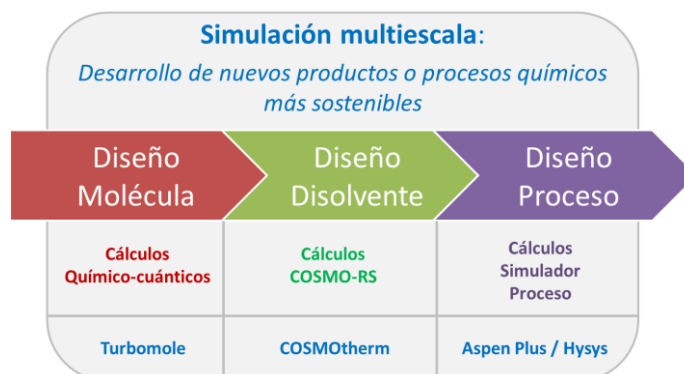 Simulación multiescala:
Desarrollo de nuevos productos o procesos químicos
más sostenibles
Diseño
Molécula
Diseño
Disolvente
Diseño
Proceso
Cálculos
Químico-cuánticos
Cálculos
COSMO-RS
Cálculos
Simulador
Proceso
Turbomole
COSMOtherm
Aspen Plus / Hysys